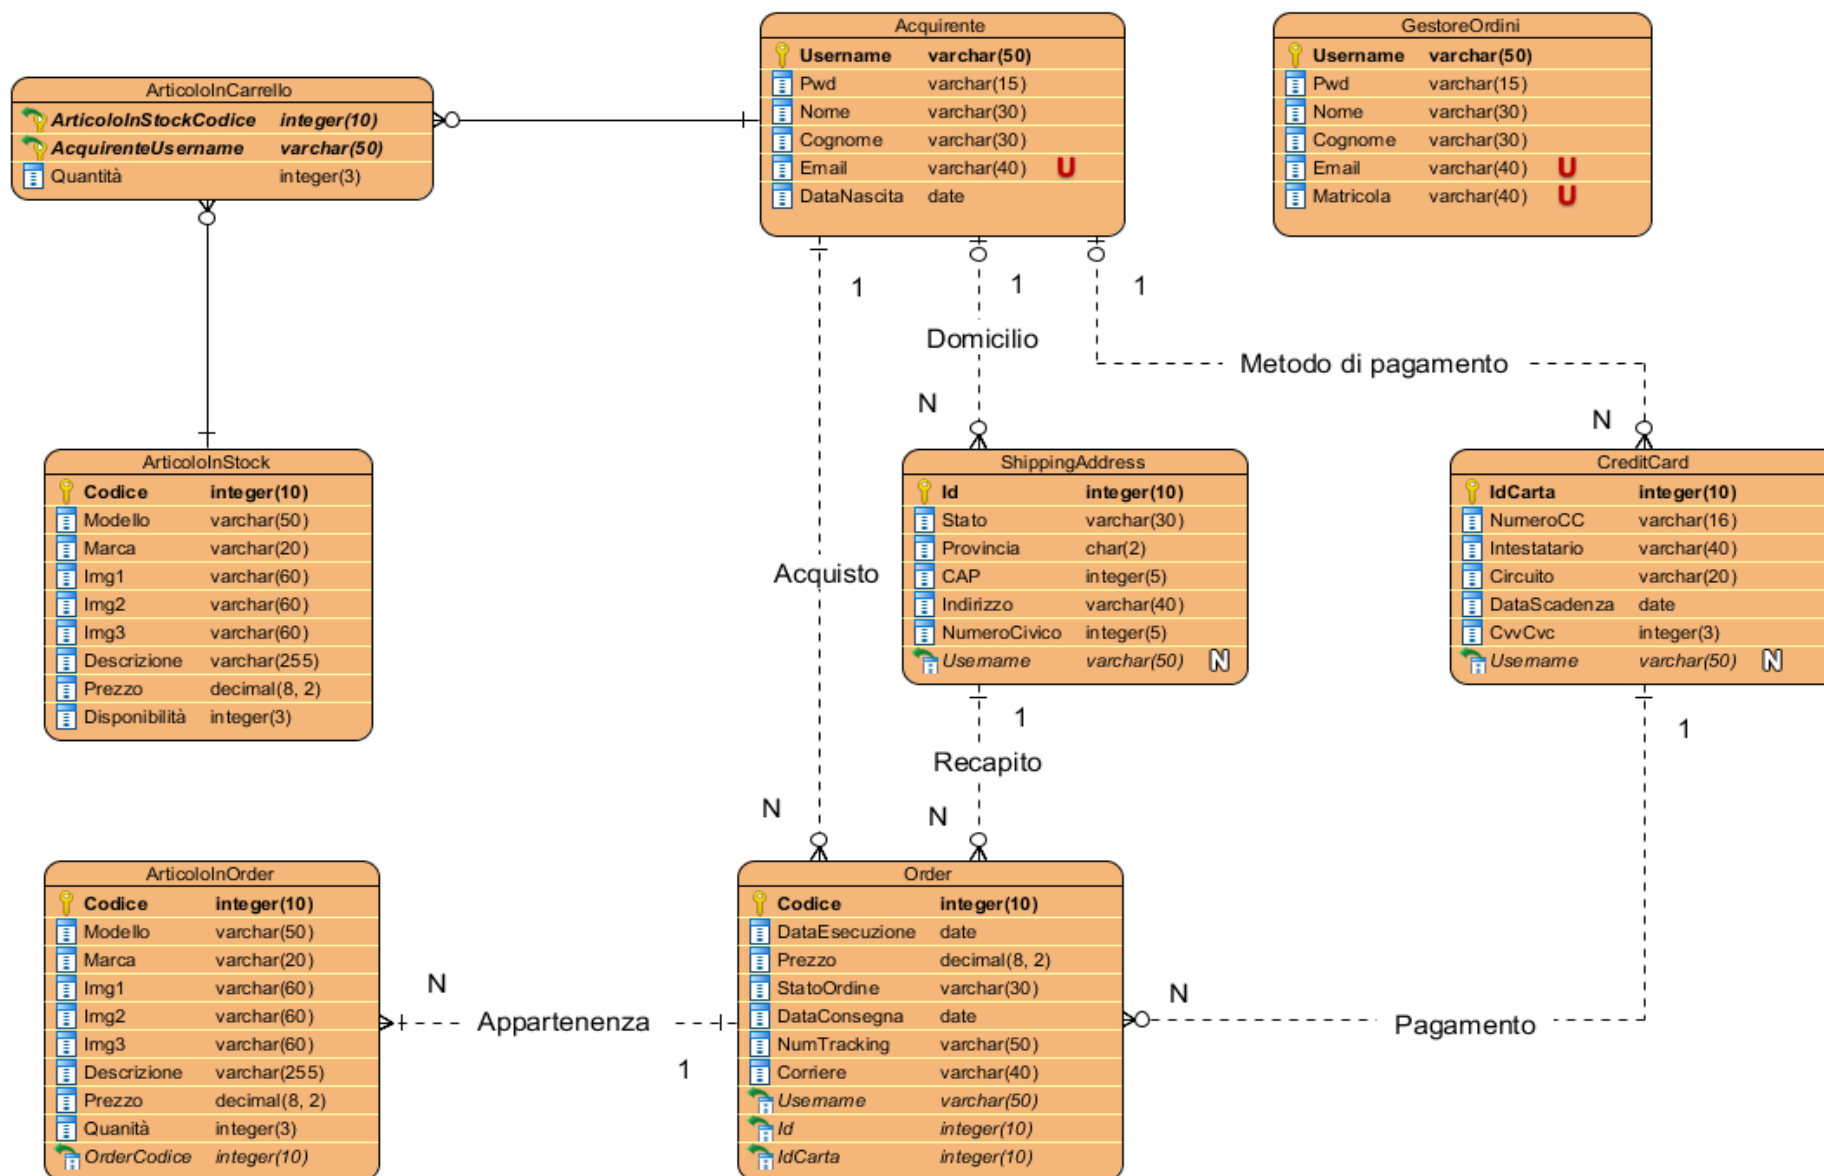 Acquirente
Username varchar(50)
Pwd varchar(15)
Nome varchar(30)
Cognome varchar(30)
Email varchar(40) U
DataNascita date
GestoreOrdini
Username varchar(50)
Pwd varchar(15)
Nome varchar(30)
Cognome varchar(30)
Email varchar(40) U
Matricola varchar(40) U
ArticoloInCarrello
ArticoloInStockCodice integer(10)
AcquirenteUsername varchar(50)
Quantità integer(3)
1
1
1
Domicilio
Metodo di pagamento
N
N
ArticoloInStock
Codice integer(10)
Modello varchar(50)
Marca varchar(20)
Img1 varchar(60)
Img2 varchar(60)
Img3 varchar(60)
Descrizione varchar(255)
Prezzo decimal(8, 2)
Disponibilità integer(3)
Acquisto
ShippingAddress
Id integer(10)
Stato varchar(30)
Provincia char(2)
CAP integer(5)
Indirizzo varchar(40)
NumeroCivico integer(5)
Username varchar(50) N
CreditCard
IdCarta integer(10)
NumeroCC varchar(16)
Intestatario varchar(40)
Circuito varchar(20)
DataScadenza date
CvvCvc integer(3)
Username varchar(50) N
1
1
Recapito
N
N
ArticoloInOrder
Codice integer(10)
Modello varchar(50)
Marca varchar(20)
Img1 varchar(60)
Img2 varchar(60)
Img3 varchar(60)
Descrizione varchar(255)
Prezzo decimal(8, 2)
Quanità integer(3)
OrderCodice integer(10)
N
Appartenenza
1
Order
Codice integer(10)
DataEsecuzione date
Prezzo decimal(8, 2)
StatoOrdine varchar(30)
DataConsegna date
NumTracking varchar(50)
Corriere varchar(40)
Username varchar(50)
Id integer(10)
IdCarta integer(10)
N
Pagamento